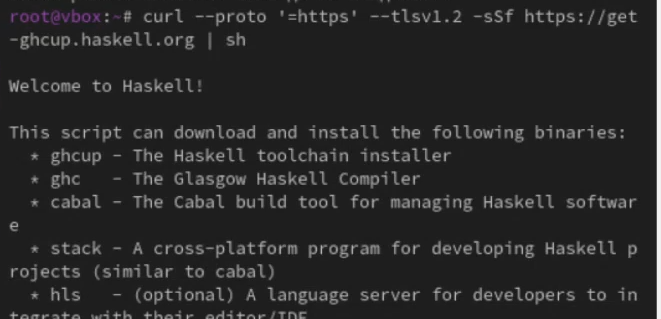 root@vbox:~# curl --proto '=https' --tlsv1.2 -sSf https://get
-ghcup.haskell.org | sh
Welcome to Haskell!
This script can download and install the following binaries:
* ghcup - The Haskell toolchain installer
* ghc   - The Glasgow Haskell Compiler
* cabal - The Cabal build tool for managing Haskell softwar
e
* stack - A cross-platform program for developing Haskell p
rojects (similar to cabal)
* hls   - (optional) A language server for developers to in
tegrate with their editor/IDE